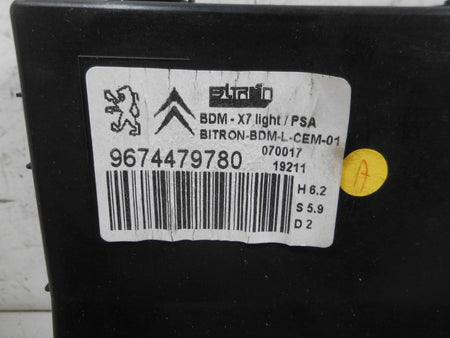 Bitron
BDM - X7 light / PSA
BITRON-BDM-L-CEM-01
070017
9674479780
19211
H 6.2
S 5.9
D 2
A